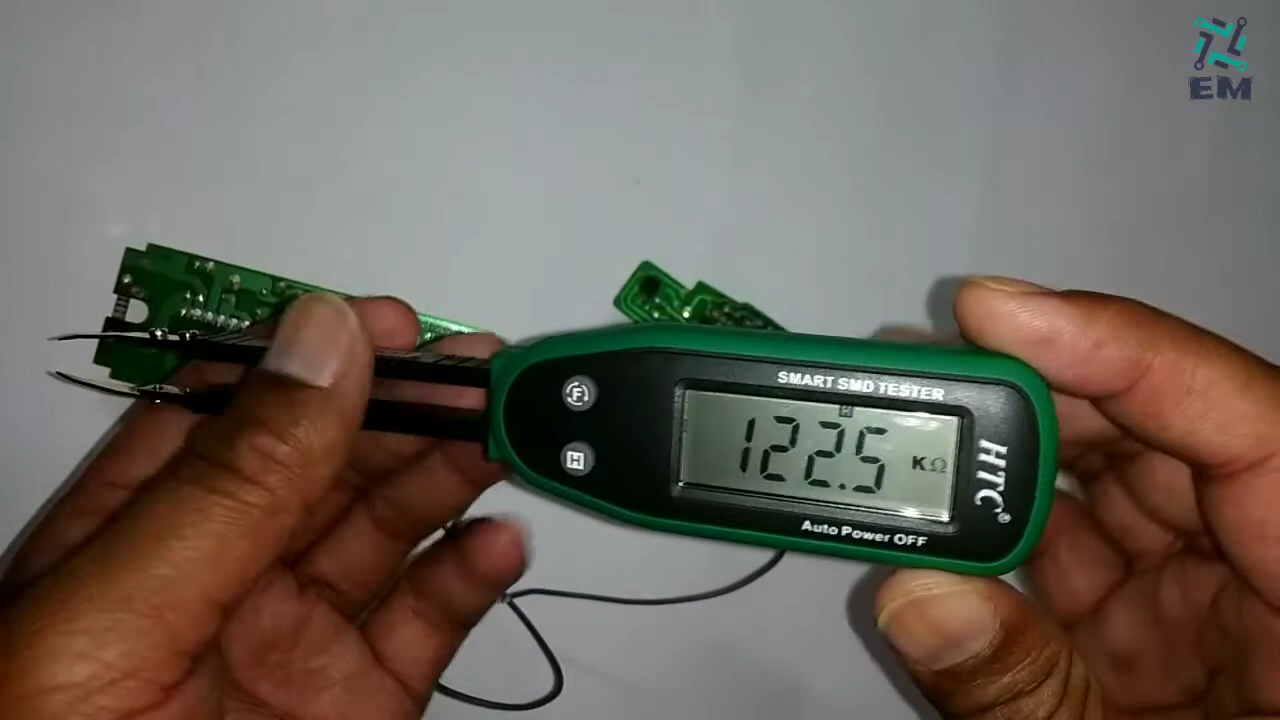 EM
SMART SMD TESTER
F
H
H
122.5 KΩ
HTC®
Auto Power OFF